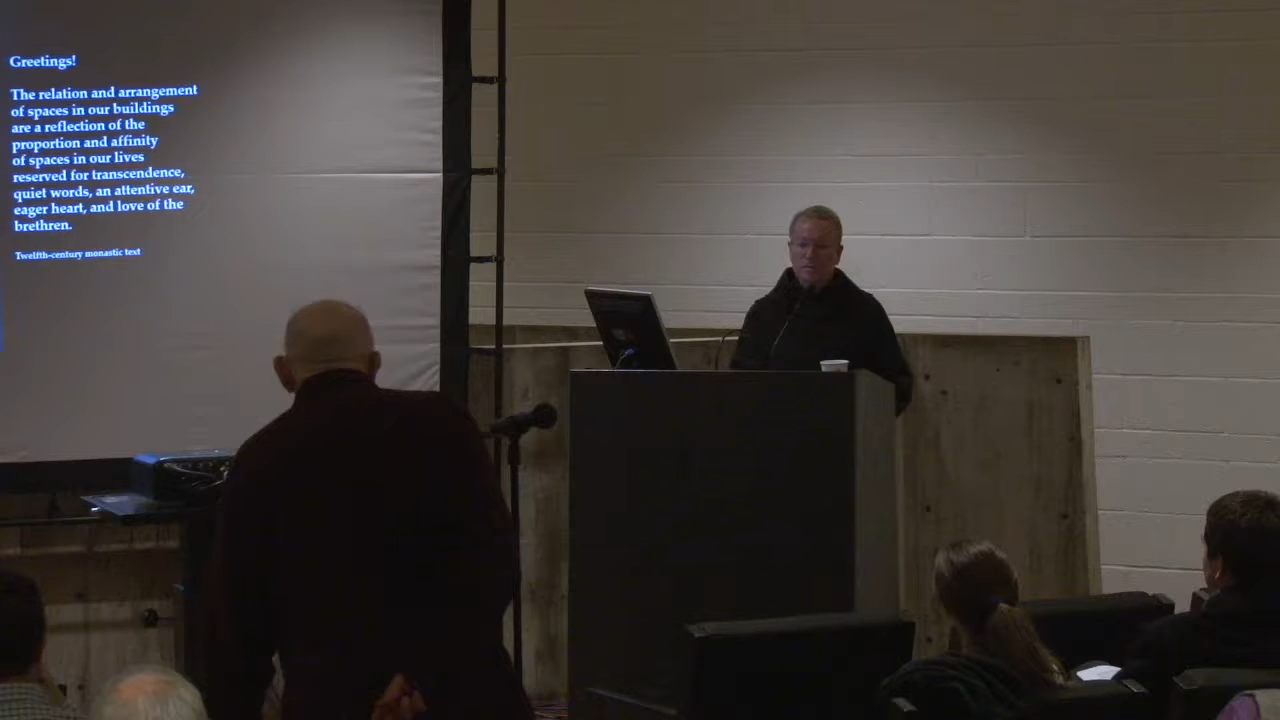 Greetings!
The relation and arrangement
of spaces in our buildings
are a reflection of the
proportion and affinity
of spaces in our lives
reserved for transcendence,
quiet words, an attentive ear,
eager heart, and love of the
brethren.
Twelfth-century monastic text